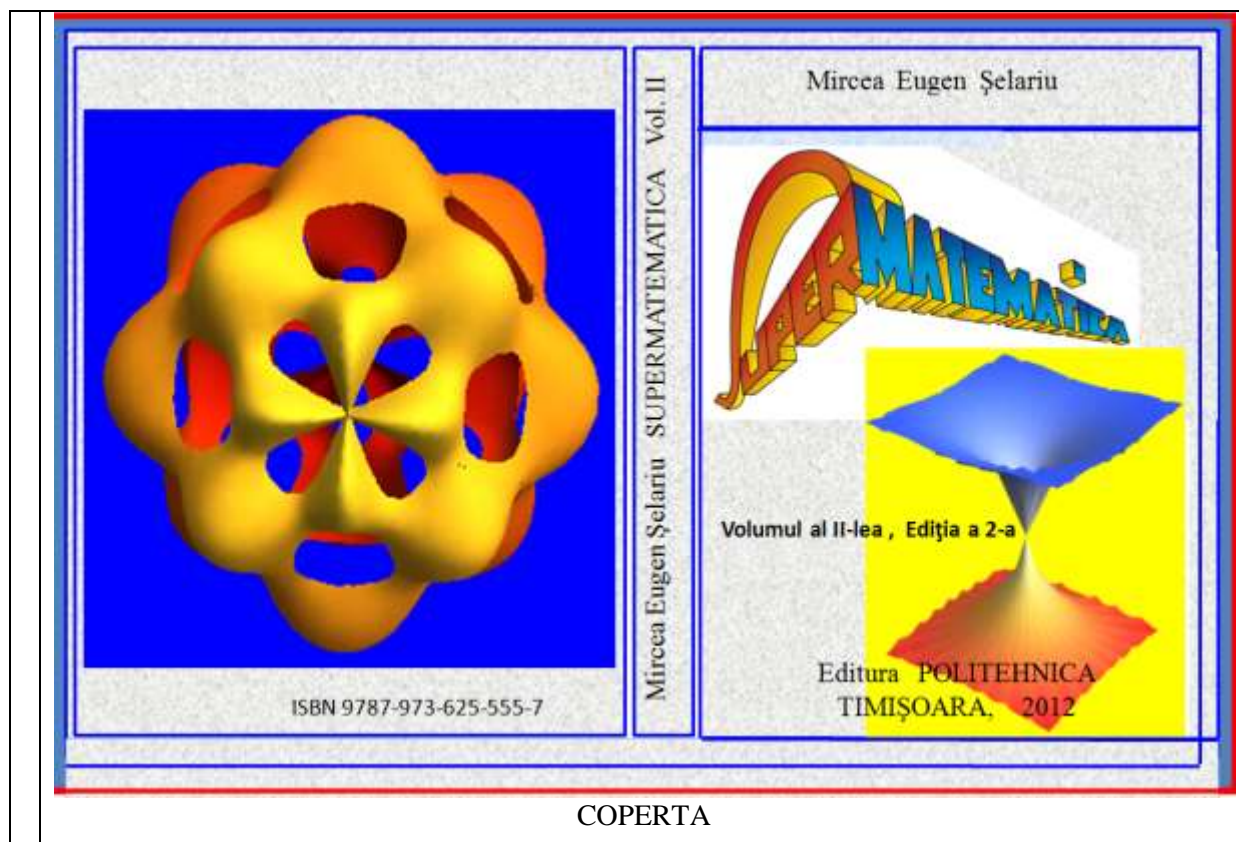 Mircea Eugen Şelariu
SUPERMATEMATICA
Volumul al II-lea , Ediţia a 2-a
Editura POLITEHNICA
TIMIŞOARA, 2012
Mircea Eugen Şelariu SUPERMATEMATICA Vol. II
ISBN 9787-973-625-555-7
COPERTA